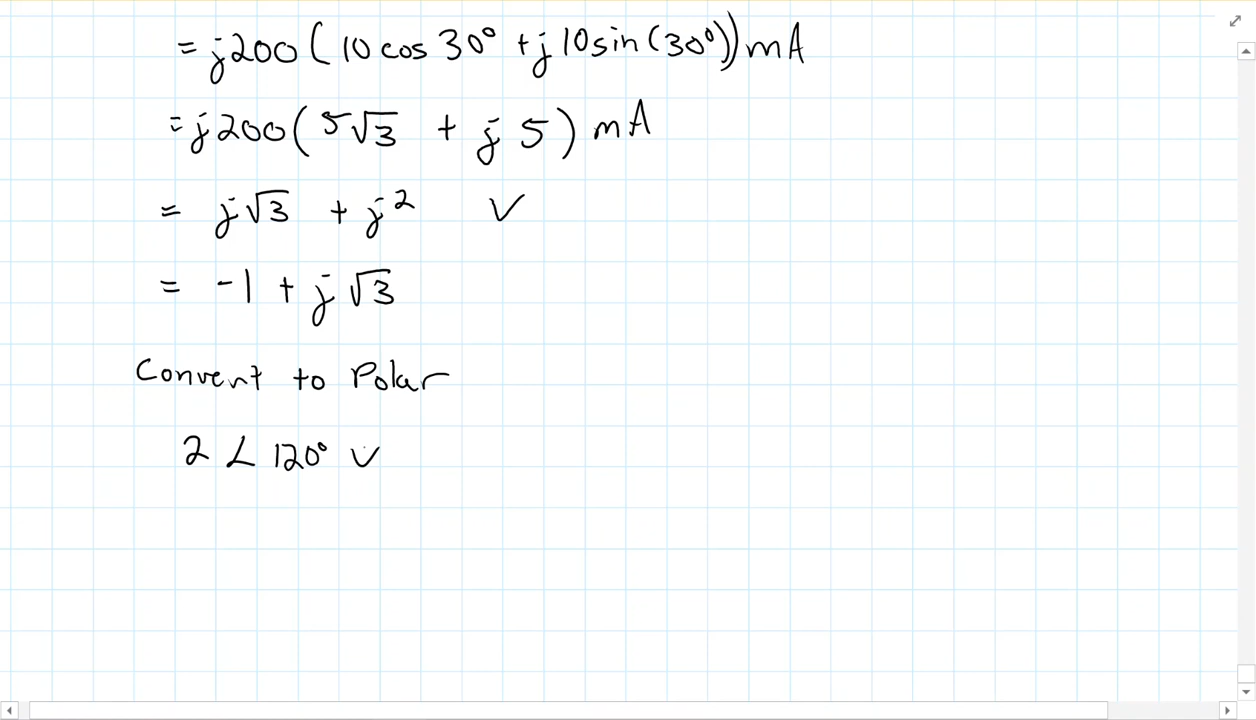 = j200(10 cos 30° + j 10 sin (30°)) mA
= j200(5√3 + j 5) mA
= j√3 + j² V
= -1 + j √3
Convert to Polar
2 ∠ 120° V